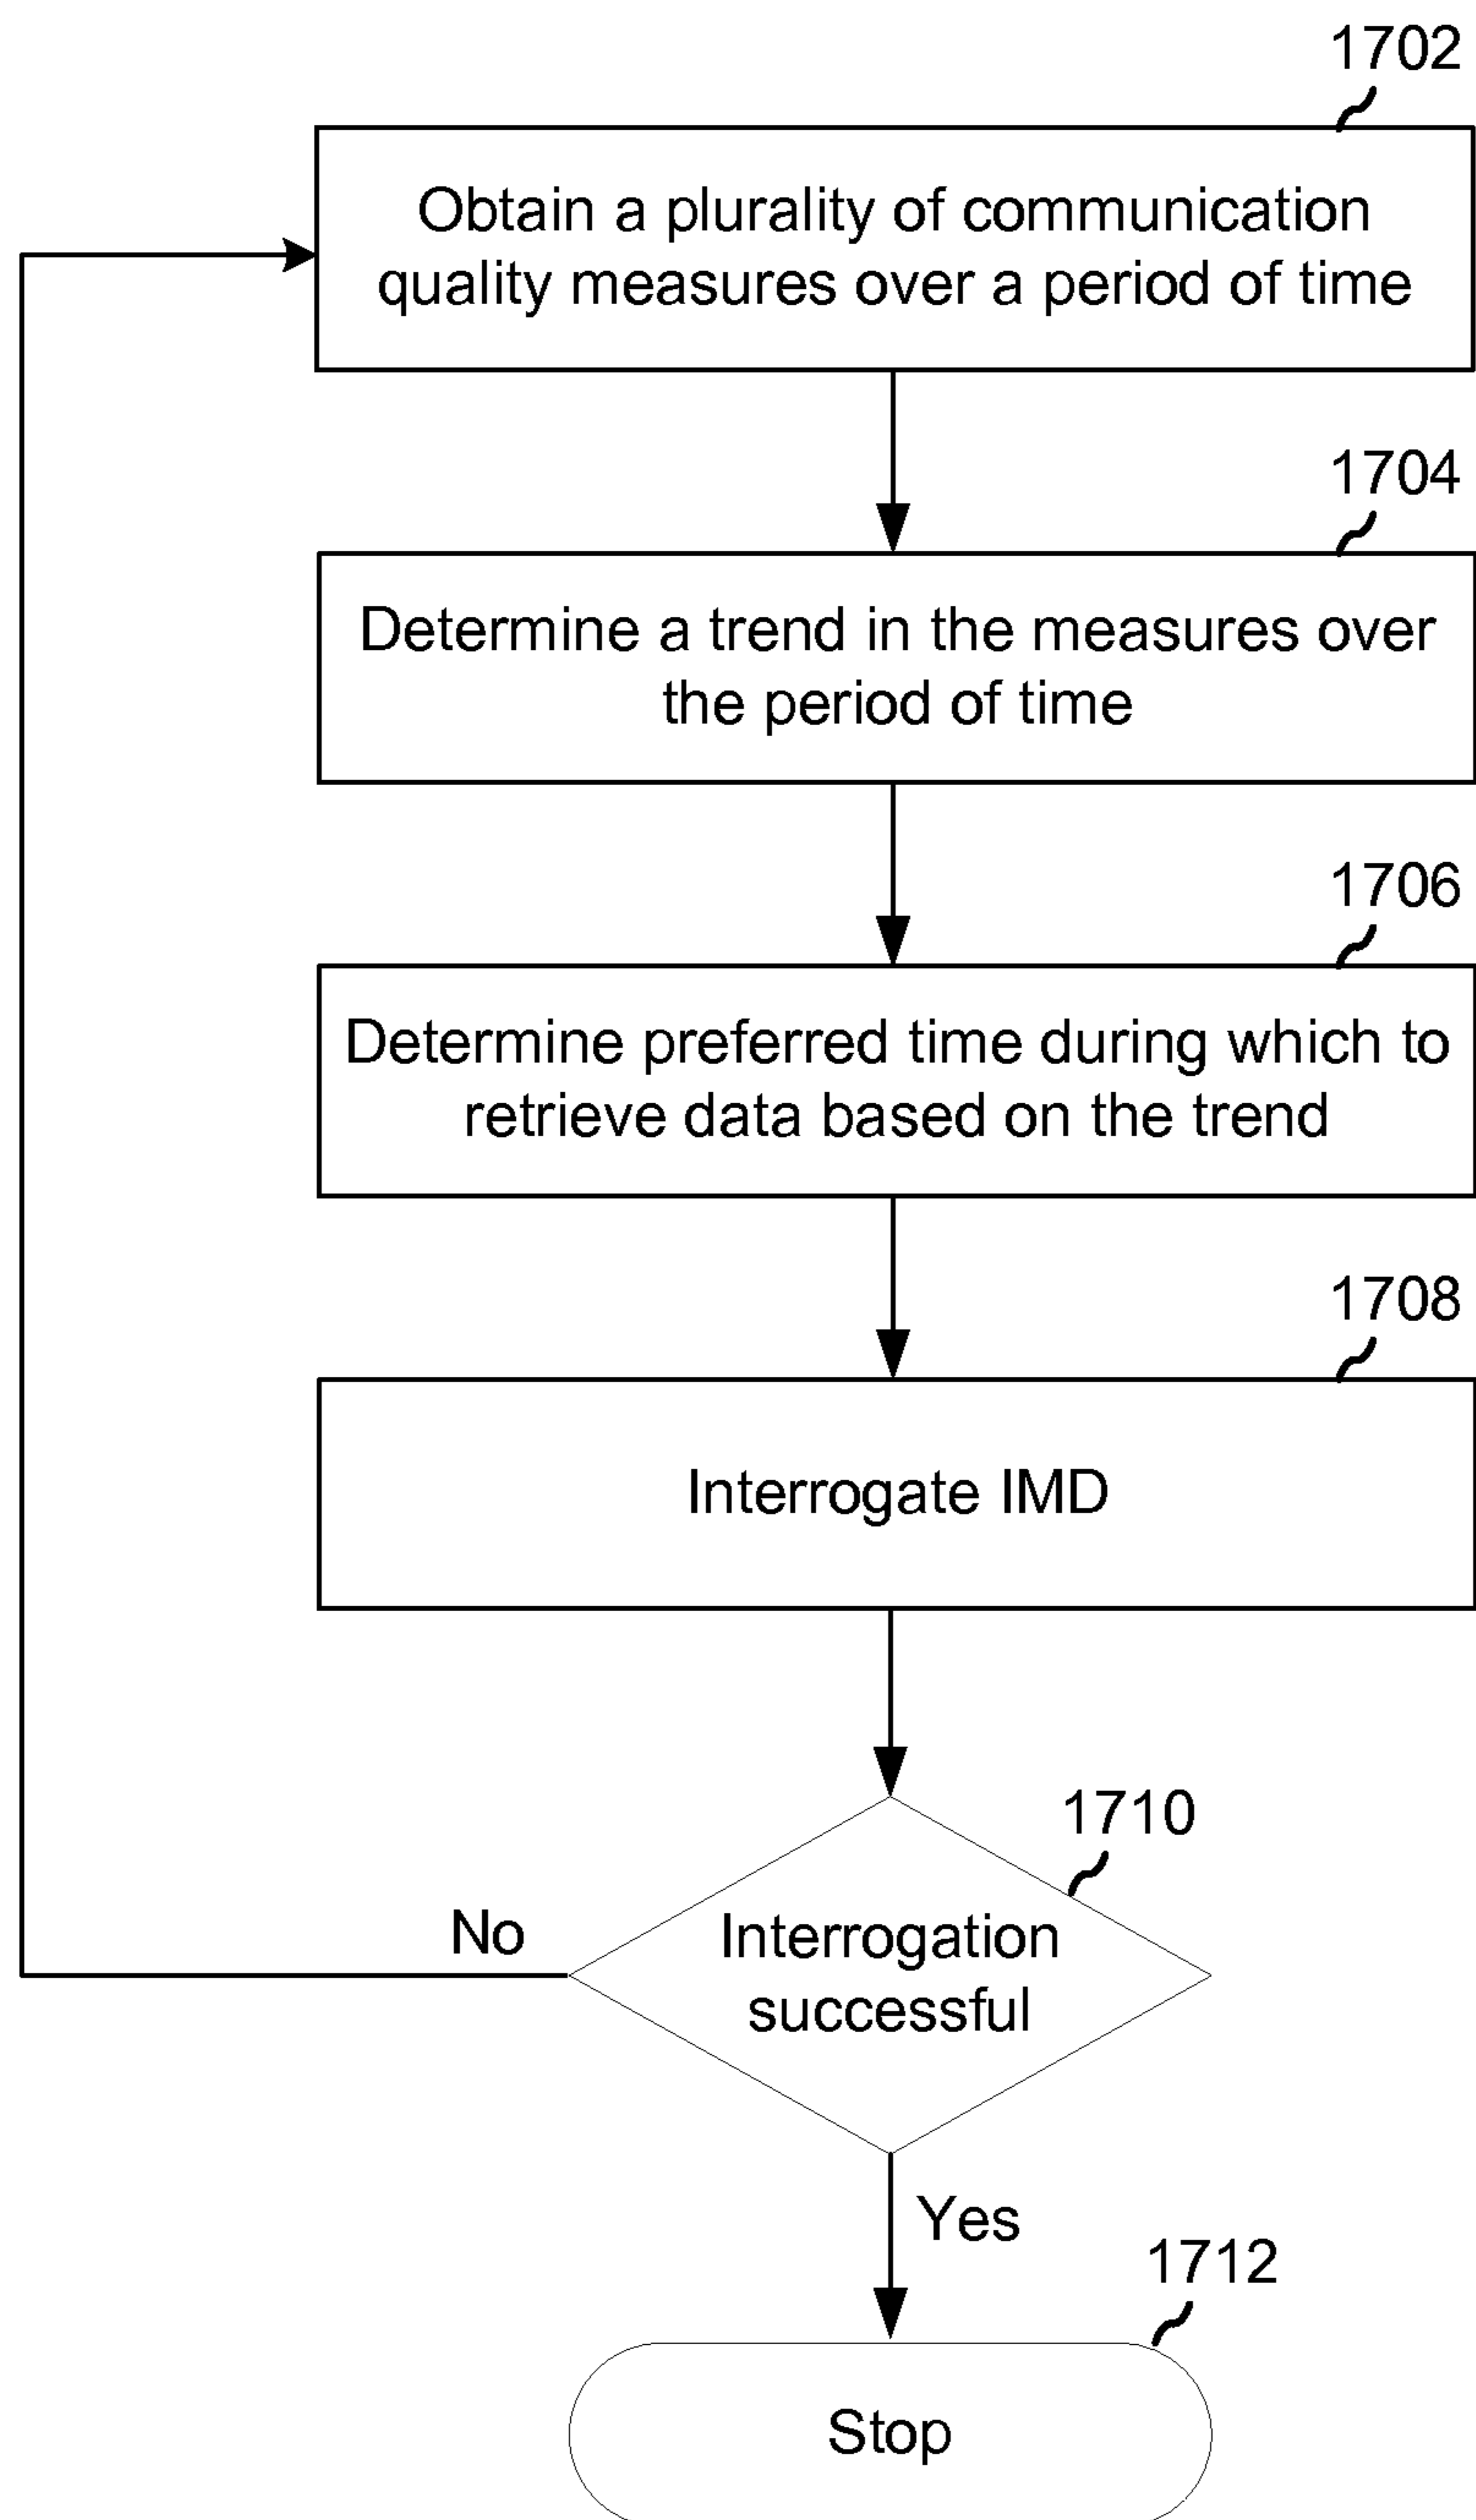 1702
Obtain a plurality of communication
quality measures over a period of time
1704
Determine a trend in the measures over
the period of time
1706
Determine preferred time during which to
retrieve data based on the trend
1708
Interrogate IMD
1710
Interrogation
successful
No
Yes
1712
Stop